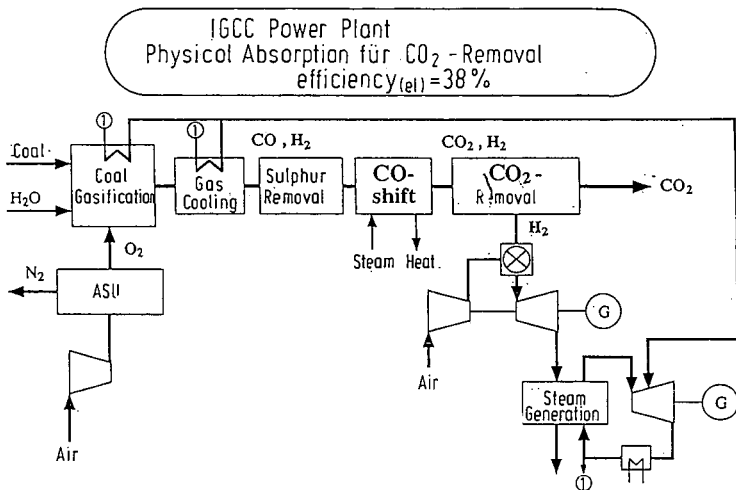 IGCC Power Plant
Physicol Absorption für CO₂ - Removal
efficiency(el) = 38%
①
①
CO , H₂
CO₂, H₂
Coal
H₂O
Coal
Gasification
Gas
Cooling
Sulphur
Removal
CO-
shift
CO₂-
Removal
CO₂
O₂
Steam Heat
H₂
N₂
ASU
G
Air
Air
Steam
Generation
G
①